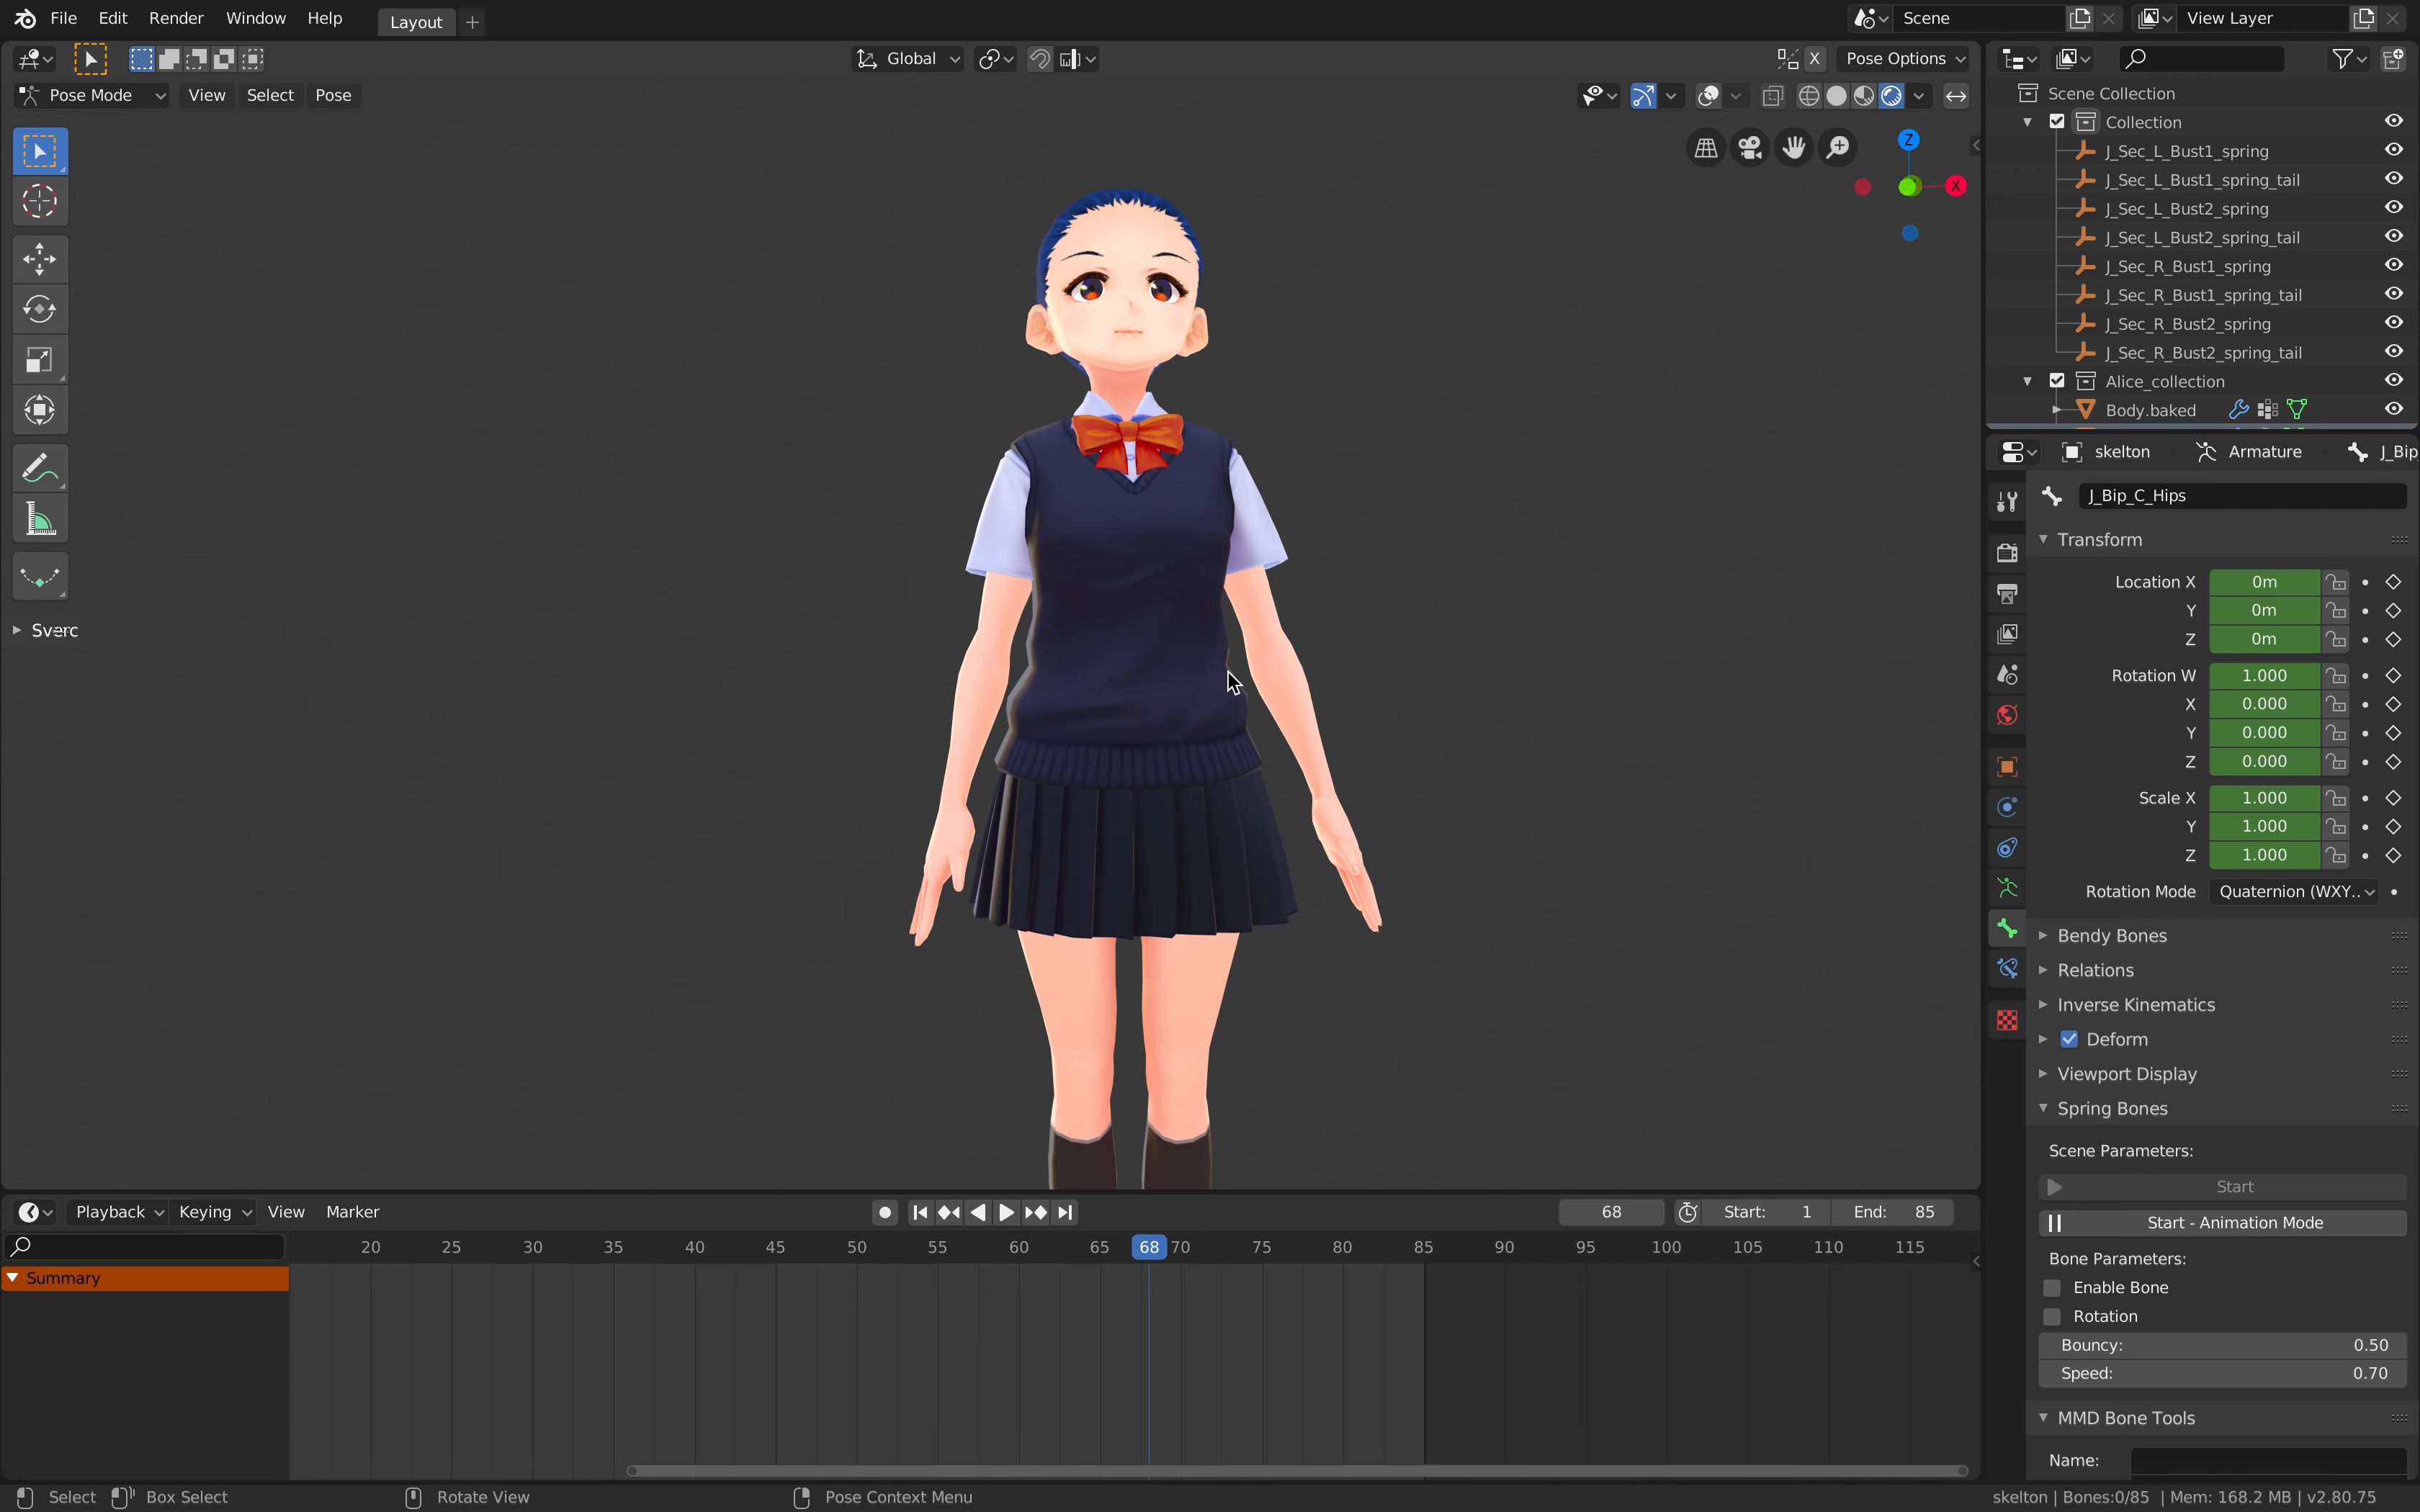 File Edit Render Window Help Layout Scene View Layer
Global X Pose Options
Pose Mode View Select Pose
Z
X
Scene Collection
Collection
J_Sec_L_Bust1_spring
J_Sec_L_Bust1_spring_tail
J_Sec_L_Bust2_spring
J_Sec_L_Bust2_spring_tail
J_Sec_R_Bust1_spring
J_Sec_R_Bust1_spring_tail
J_Sec_R_Bust2_spring
J_Sec_R_Bust2_spring_tail
Alice_collection
Body.baked
skelton Armature J_Bip
J_Bip_C_Hips
Transform
Location X 0m
Y 0m
Z 0m
Rotation W 1.000
X 0.000
Y 0.000
Z 0.000
Scale X 1.000
Y 1.000
Z 1.000
Rotation Mode Quaternion (WXY..
Bendy Bones
Relations
Inverse Kinematics
Deform
Viewport Display
Spring Bones
Scene Parameters:
Start
Start - Animation Mode
Bone Parameters:
Enable Bone
Rotation
Bouncy: 0.50
Speed: 0.70
MMD Bone Tools
Name:
Playback Keying View Marker 68 Start: 1 End: 85
20 25 30 35 40 45 50 55 60 65 68 70 75 80 85 90 95 100 105 110 115
Summary
Select Box Select Rotate View Pose Context Menu skelton | Bones:0/85 | Mem: 168.2 MB | v2.80.75